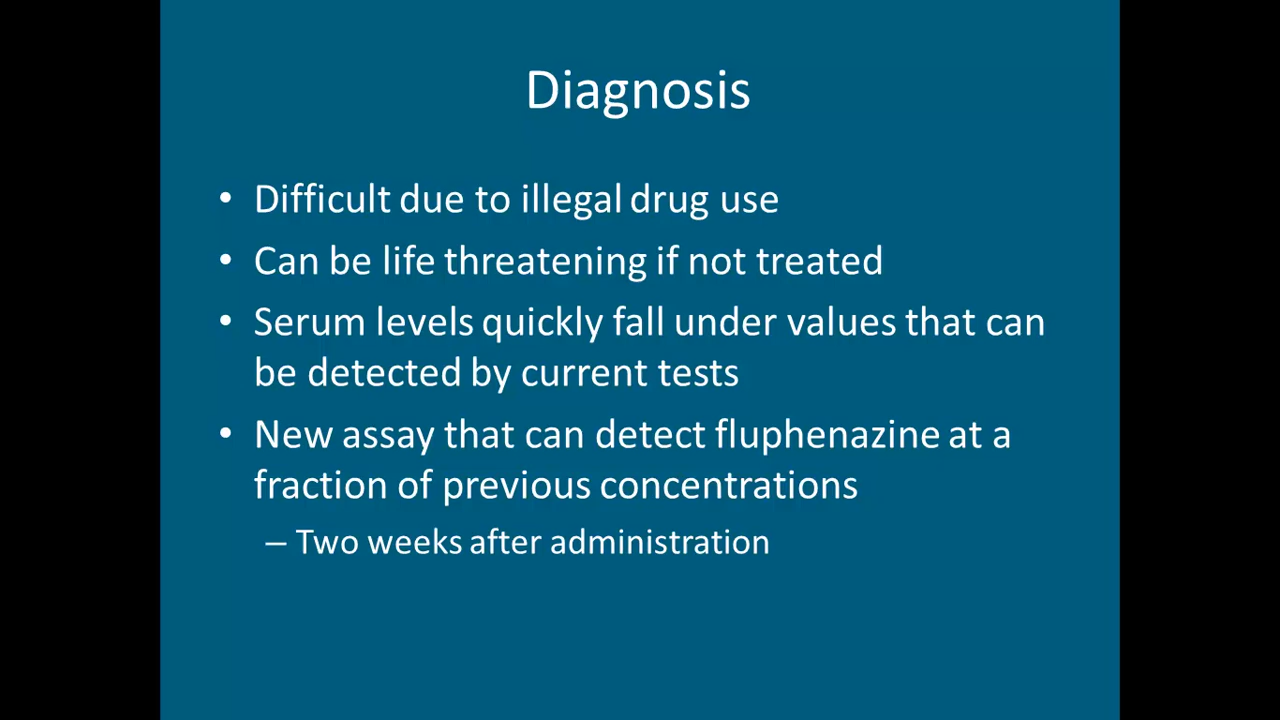 Diagnosis
• Difficult due to illegal drug use
• Can be life threatening if not treated
• Serum levels quickly fall under values that can
be detected by current tests
• New assay that can detect fluphenazine at a
fraction of previous concentrations
– Two weeks after administration